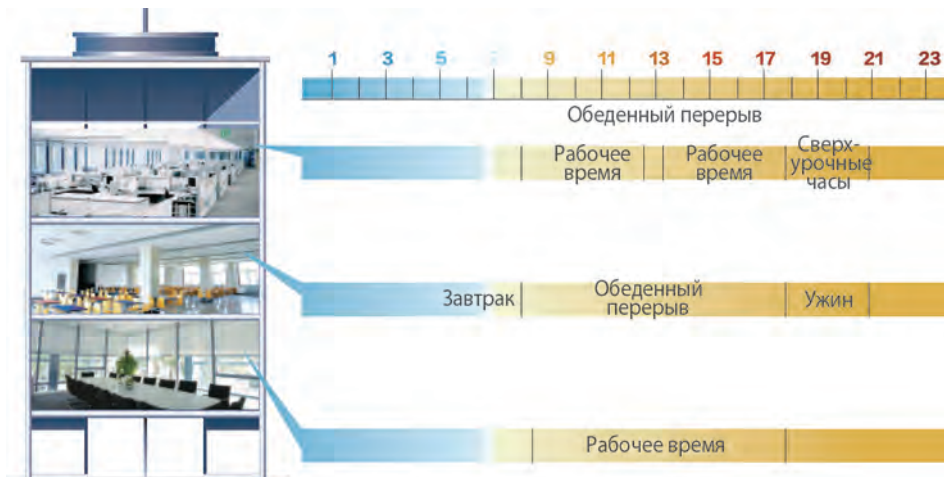 1 3 5 7 9 11 13 15 17 19 21 23
Обеденный перерыв
Рабочее
время
Рабочее
время
Сверх-
урочные
часы
Завтрак
Обеденный
перерыв
Ужин
Рабочее время